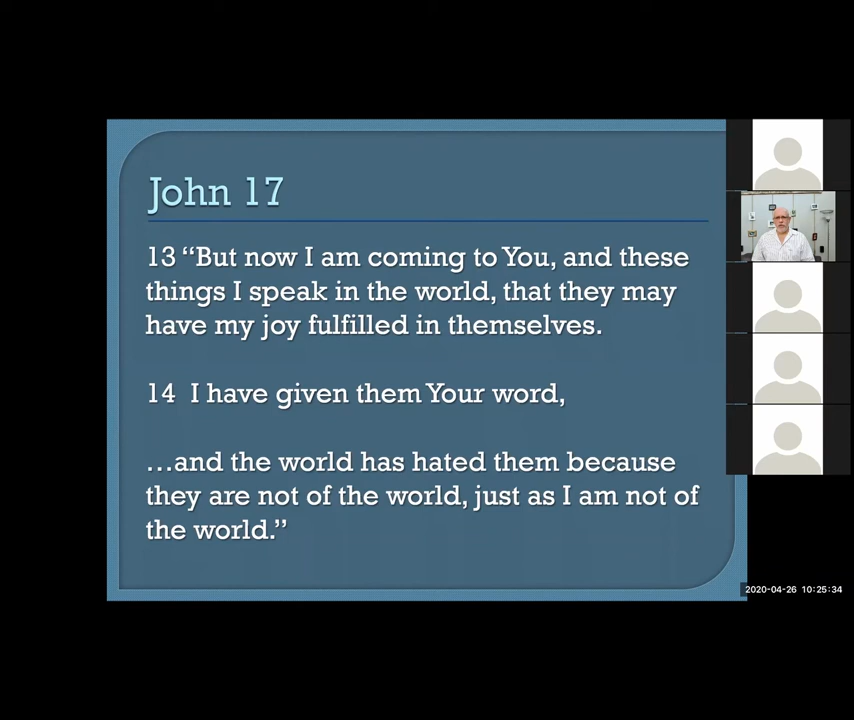 John 17
13 “But now I am coming to You, and these
things I speak in the world, that they may
have my joy fulfilled in themselves.
14 I have given them Your word,
…and the world has hated them because
they are not of the world, just as I am not of
the world.”
2020-04-26 10:25:34